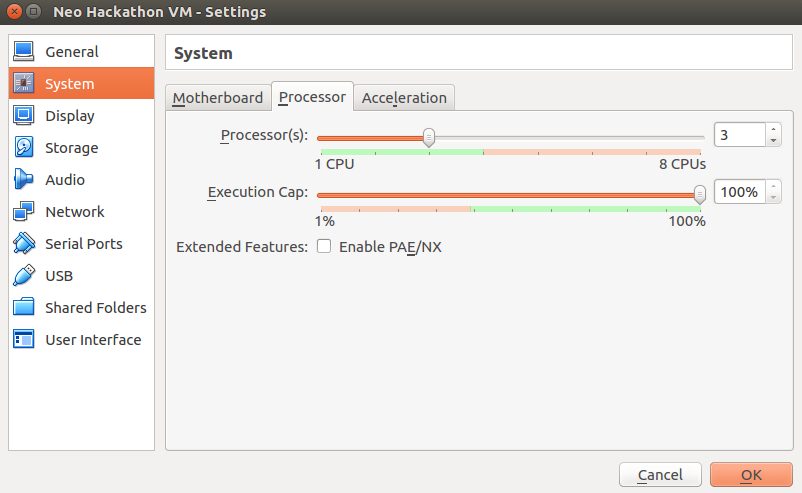 Neo Hackathon VM - Settings
General
System
Display
Storage
Audio
Network
Serial Ports
USB
Shared Folders
User Interface
System
Motherboard Processor Acceleration
Processor(s): 3
1 CPU 8 CPUs
Execution Cap: 100%
1% 100%
Extended Features: Enable PAE/NX
Cancel OK